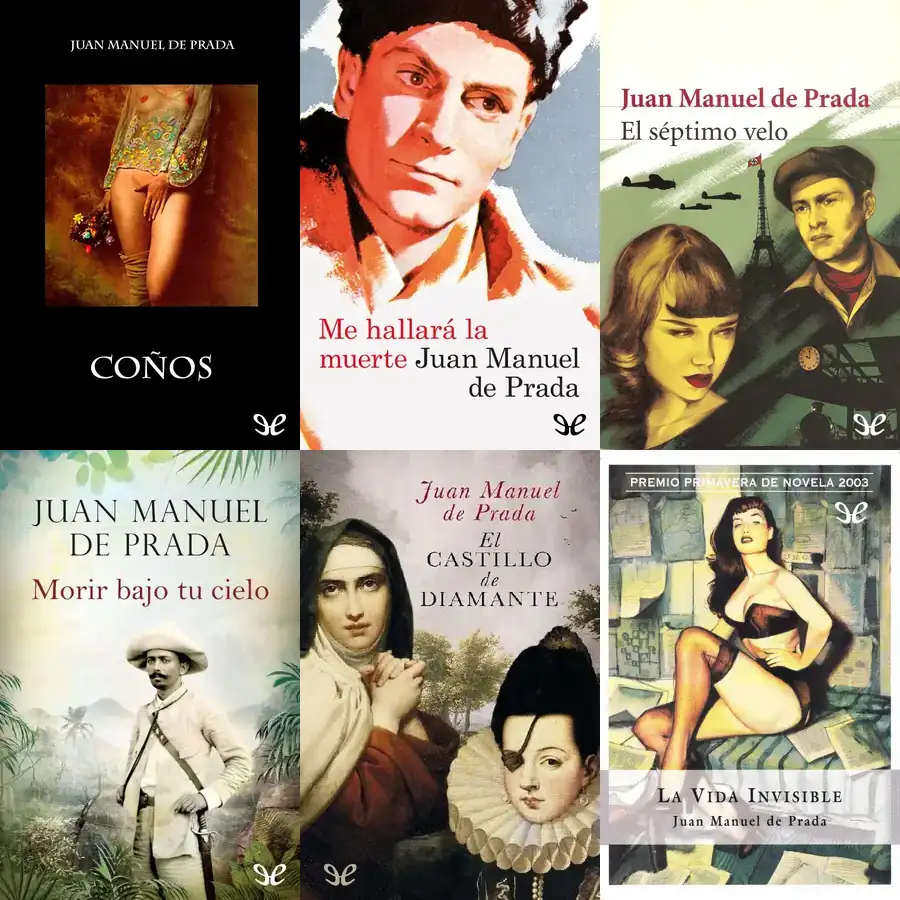 JUAN MANUEL DE PRADA
COÑOS
Me hallará la
muerte Juan Manuel
de Prada
Juan Manuel de Prada
El séptimo velo
JUAN MANUEL
DE PRADA
Morir bajo tu cielo
Juan Manuel
de Prada
El
CASTILLO
de
DIAMANTE
PREMIO PRIMAVERA DE NOVELA 2003
LA VIDA INVISIBLE
Juan Manuel de Prada